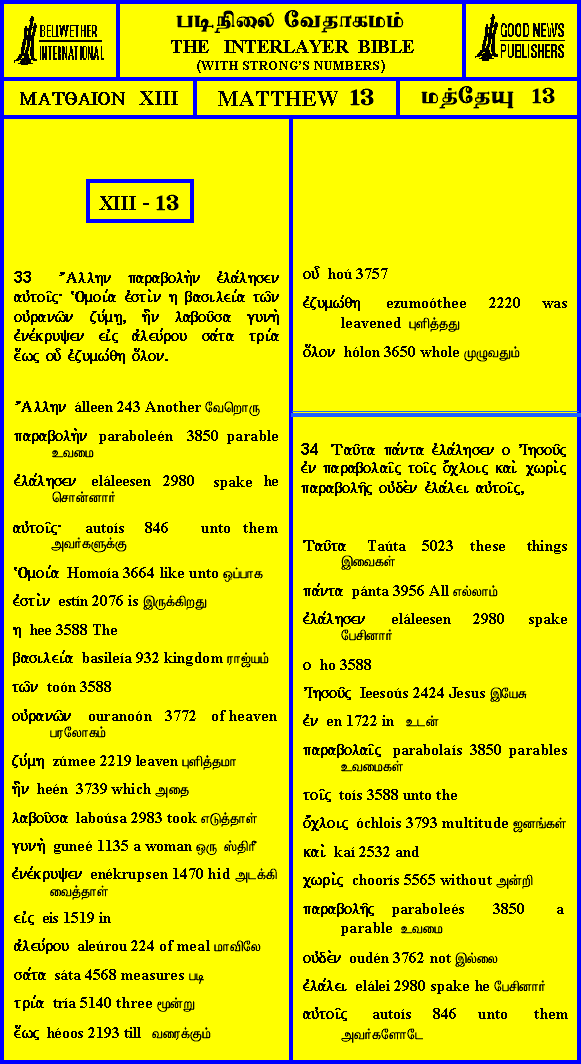 BELLWETHER
INTERNATIONAL
படிநிலை வேதாகமம்
THE INTERLAYER BIBLE
(WITH STRONG'S NUMBERS)
GOOD NEWS
PUBLISHERS
ΜΑΤΘΑΙΟΝ XIII
MATTHEW 13
மத்தேயு 13
XIII - 13
33 Ἄλλην παραβολὴν ἐλάλησεν
αὐτοῖς· Ὁμοία ἐστὶν η βασιλεία τῶν
οὐρανῶν ζύμῃ, ἣν λαβοῦσα γυνὴ
ἐνέκρυψεν εἰς ἀλεύρου σάτα τρία
ἕως οὗ ἐζυμώθη ὅλον.
Ἄλλην álleen 243 Another வேறொரு
παραβολὴν paraboleén 3850 parable
உவமை
ἐλάλησεν eláleesen 2980 spake he
சொன்னார்
αὐτοῖς· autoís 846 unto them
அவர்களுக்கு
Ὁμοία Homoía 3664 like unto ஒப்பாக
ἐστὶν estín 2076 is இருக்கிறது
η hee 3588 The
βασιλεία basileía 932 kingdom ராஜ்யம்
τῶν toón 3588
οὐρανῶν ouranoón 3772 of heaven
பரலோகம்
ζύμη zúmee 2219 leaven புளித்தமா
ἣν heén 3739 which அதை
λαβοῦσα laboúsa 2983 took எடுத்தாள்
γυνὴ guneé 1135 a woman ஒரு ஸ்திரீ
ἐνέκρυψεν enékrupsen 1470 hid அடக்கி
வைத்தாள்
εἰς eis 1519 in
ἀλεύρου aleúrou 224 of meal மாவிலே
σάτα sáta 4568 measures படி
τρία tría 5140 three மூன்று
ἕως héoos 2193 till வரைக்கும்
οὗ hoú 3757
ἐζυμώθη ezumoóthee 2220 was
leavened புளித்தது
ὅλον hólon 3650 whole முழுவதும்
34 Ταῦτα πάντα ἐλάλησεν ο Ἰησοῦς
ἐν παραβολαῖς τοῖς ὄχλοις καὶ χωρὶς
παραβολῆς οὐδὲν ἐλάλει αὐτοῖς,
Ταῦτα Taúta 5023 these things
இவைகள்
πάντα pánta 3956 All எல்லாம்
ἐλάλησεν eláleesen 2980 spake
பேசினார்
ο ho 3588
Ἰησοῦς Ieesoús 2424 Jesus இயேசு
ἐν en 1722 in உடன்
παραβολαῖς parabolaís 3850 parables
உவமைகள்
τοῖς toís 3588 unto the
ὄχλοις óchlois 3793 multitude ஜனங்கள்
καὶ kaí 2532 and
χωρὶς choorís 5565 without அன்றி
παραβολῆς paraboleés 3850 a
parable உவமை
οὐδὲν oudén 3762 not இல்லை
ἐλάλει elálei 2980 spake he பேசினார்
αὐτοῖς autoís 846 unto them
அவர்களோடே